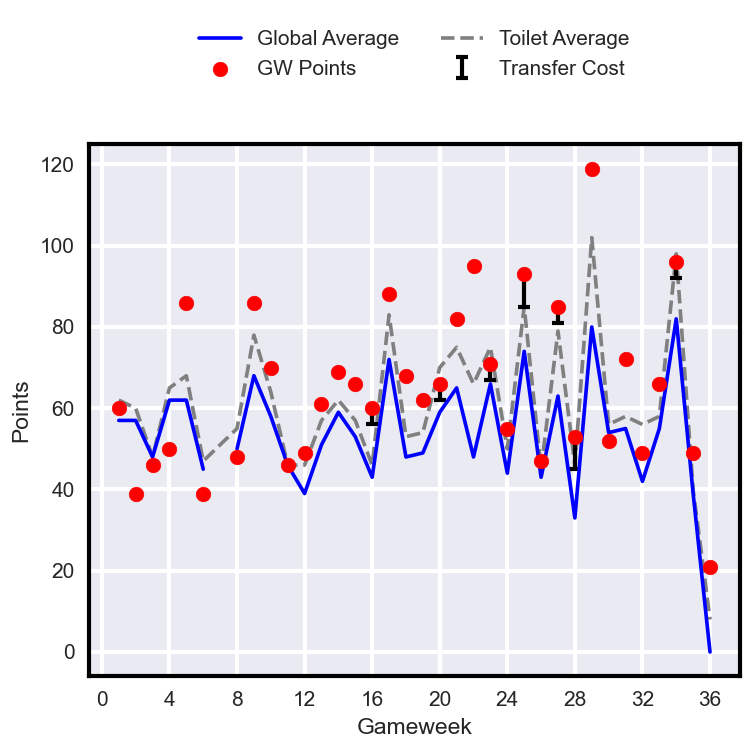 Global Average
Toilet Average
GW Points
Transfer Cost
120
100
80
60
40
20
0
Points
0 4 8 12 16 20 24 28 32 36
Gameweek